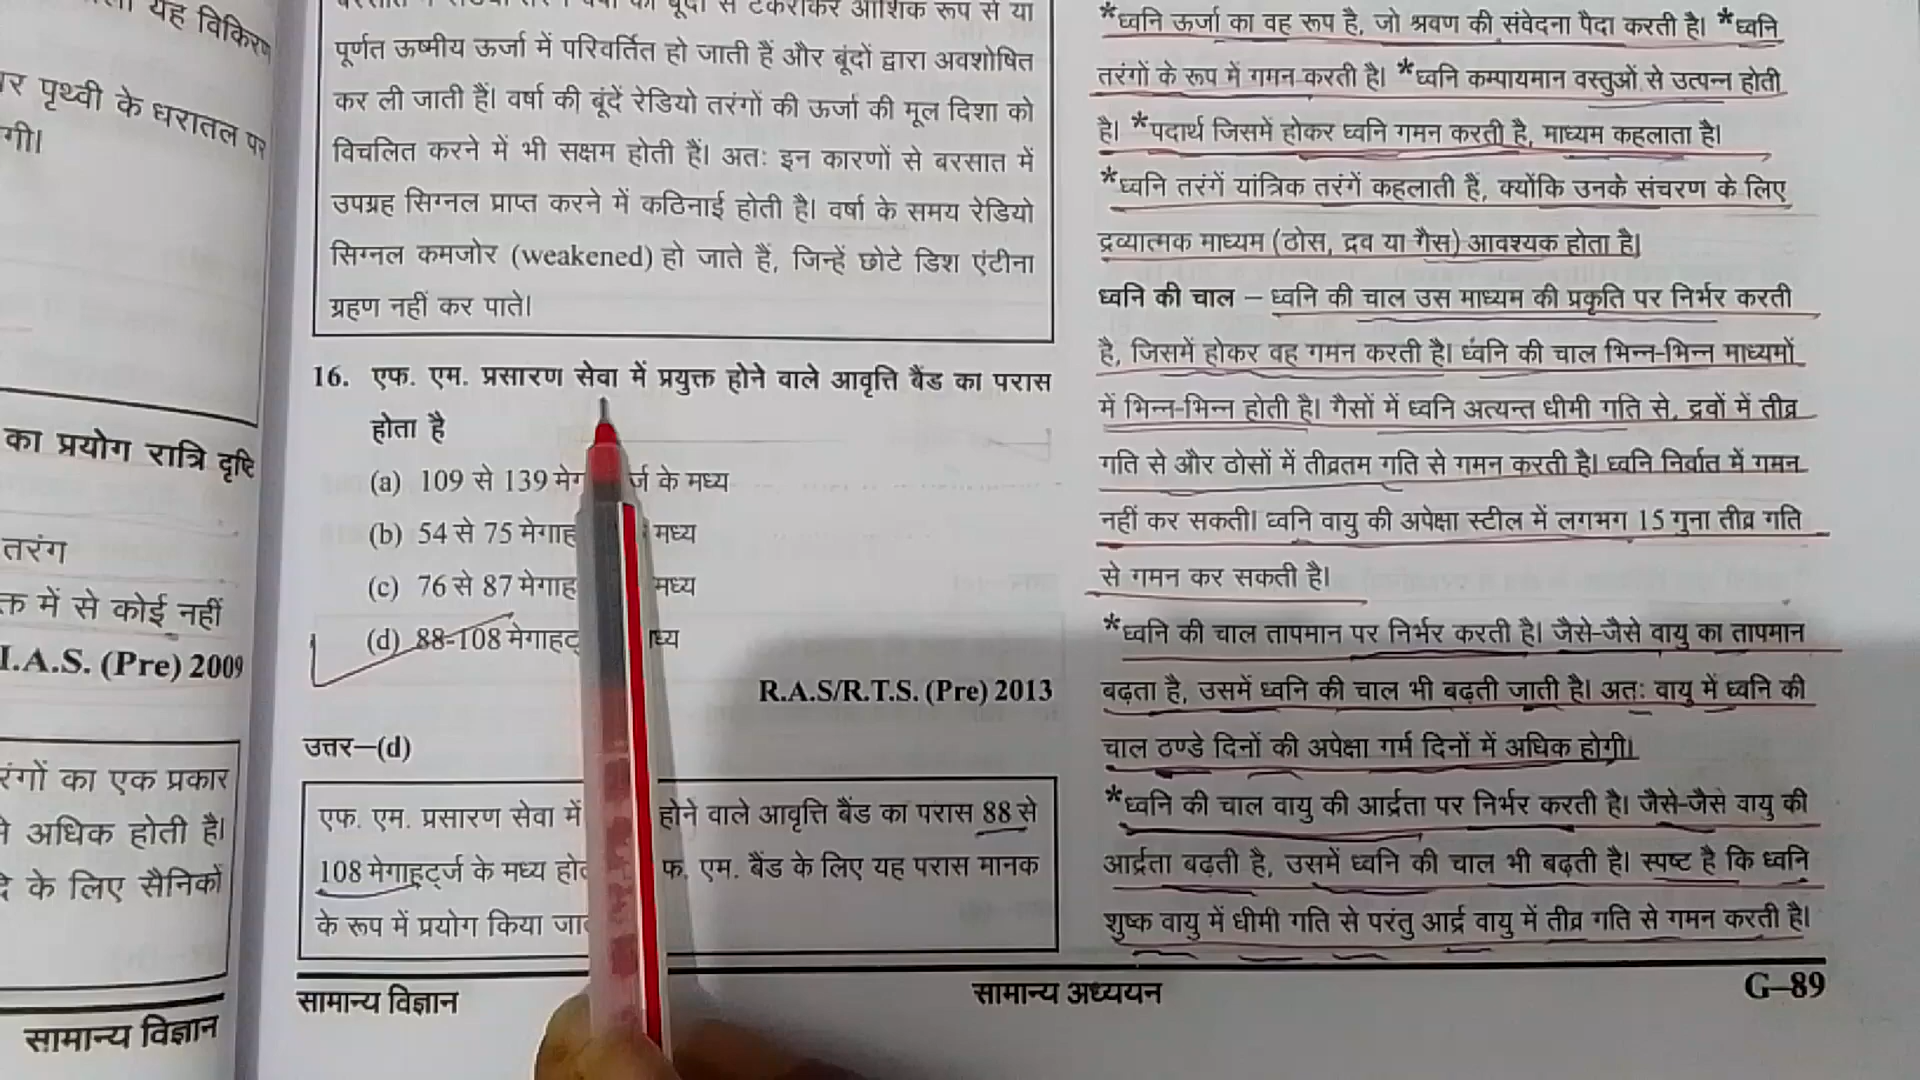 यह विकिरण
पर पृथ्वी के धरातल पर
गी।
का प्रयोग रात्रि दृष्टि
तरंग
क्त में से कोई नहीं
I.A.S. (Pre) 2009
रंगों का एक प्रकार
अधिक होती है।
के लिए सैनिकों
सामान्य विज्ञान
बूंदों से टकराकर आंशिक रूप से या
पूर्णत ऊष्मीय ऊर्जा में परिवर्तित हो जाती हैं और बूंदों द्वारा अवशोषित
कर ली जाती हैं। वर्षा की बूंदें रेडियो तरंगों की ऊर्जा की मूल दिशा को
विचलित करने में भी सक्षम होती हैं। अतः इन कारणों से बरसात में
उपग्रह सिग्नल प्राप्त करने में कठिनाई होती है। वर्षा के समय रेडियो
सिग्नल कमजोर (weakened) हो जाते हैं, जिन्हें छोटे डिश एंटीना
ग्रहण नहीं कर पाते।
16. एफ. एम. प्रसारण सेवा में प्रयुक्त होने वाले आवृत्ति बैंड का परास
होता है
(a) 109 से 139 मेग र्ज के मध्य
(b) 54 से 75 मेगाह मध्य
(c) 76 से 87 मेगाह मध्य
(d) 88-108 मेगाहर्ट् ध्य
R.A.S/R.T.S. (Pre) 2013
उत्तर—(d)
एफ. एम. प्रसारण सेवा में होने वाले आवृत्ति बैंड का परास 88 से
108 मेगाहर्ट्ज के मध्य हो फ. एम. बैंड के लिए यह परास मानक
के रूप में प्रयोग किया जा
सामान्य विज्ञान
सामान्य अध्ययन
*ध्वनि ऊर्जा का वह रूप है, जो श्रवण की संवेदना पैदा करती है। *ध्वनि
तरंगों के रूप में गमन करती है। *ध्वनि कम्पायमान वस्तुओं से उत्पन्न होती
है। *पदार्थ जिसमें होकर ध्वनि गमन करती है, माध्यम कहलाता है।
*ध्वनि तरंगें यांत्रिक तरंगें कहलाती हैं, क्योंकि उनके संचरण के लिए
द्रव्यात्मक माध्यम (ठोस, द्रव या गैस) आवश्यक होता है।
ध्वनि की चाल – ध्वनि की चाल उस माध्यम की प्रकृति पर निर्भर करती
है, जिसमें होकर वह गमन करती है। ध्वनि की चाल भिन्न-भिन्न माध्यमों
में भिन्न-भिन्न होती है। गैसों में ध्वनि अत्यन्त धीमी गति से, द्रवों में तीव्र
गति से और ठोसों में तीव्रतम गति से गमन करती है। ध्वनि निर्वात में गमन
नहीं कर सकती। ध्वनि वायु की अपेक्षा स्टील में लगभग 15 गुना तीव्र गति
से गमन कर सकती है।
*ध्वनि की चाल तापमान पर निर्भर करती है। जैसे-जैसे वायु का तापमान
बढ़ता है, उसमें ध्वनि की चाल भी बढ़ती जाती है। अतः वायु में ध्वनि की
चाल ठण्डे दिनों की अपेक्षा गर्म दिनों में अधिक होगी।
*ध्वनि की चाल वायु की आर्द्रता पर निर्भर करती है। जैसे-जैसे वायु की
आर्द्रता बढ़ती है, उसमें ध्वनि की चाल भी बढ़ती है। स्पष्ट है कि ध्वनि
शुष्क वायु में धीमी गति से परंतु आर्द्र वायु में तीव्र गति से गमन करती है।
G–89